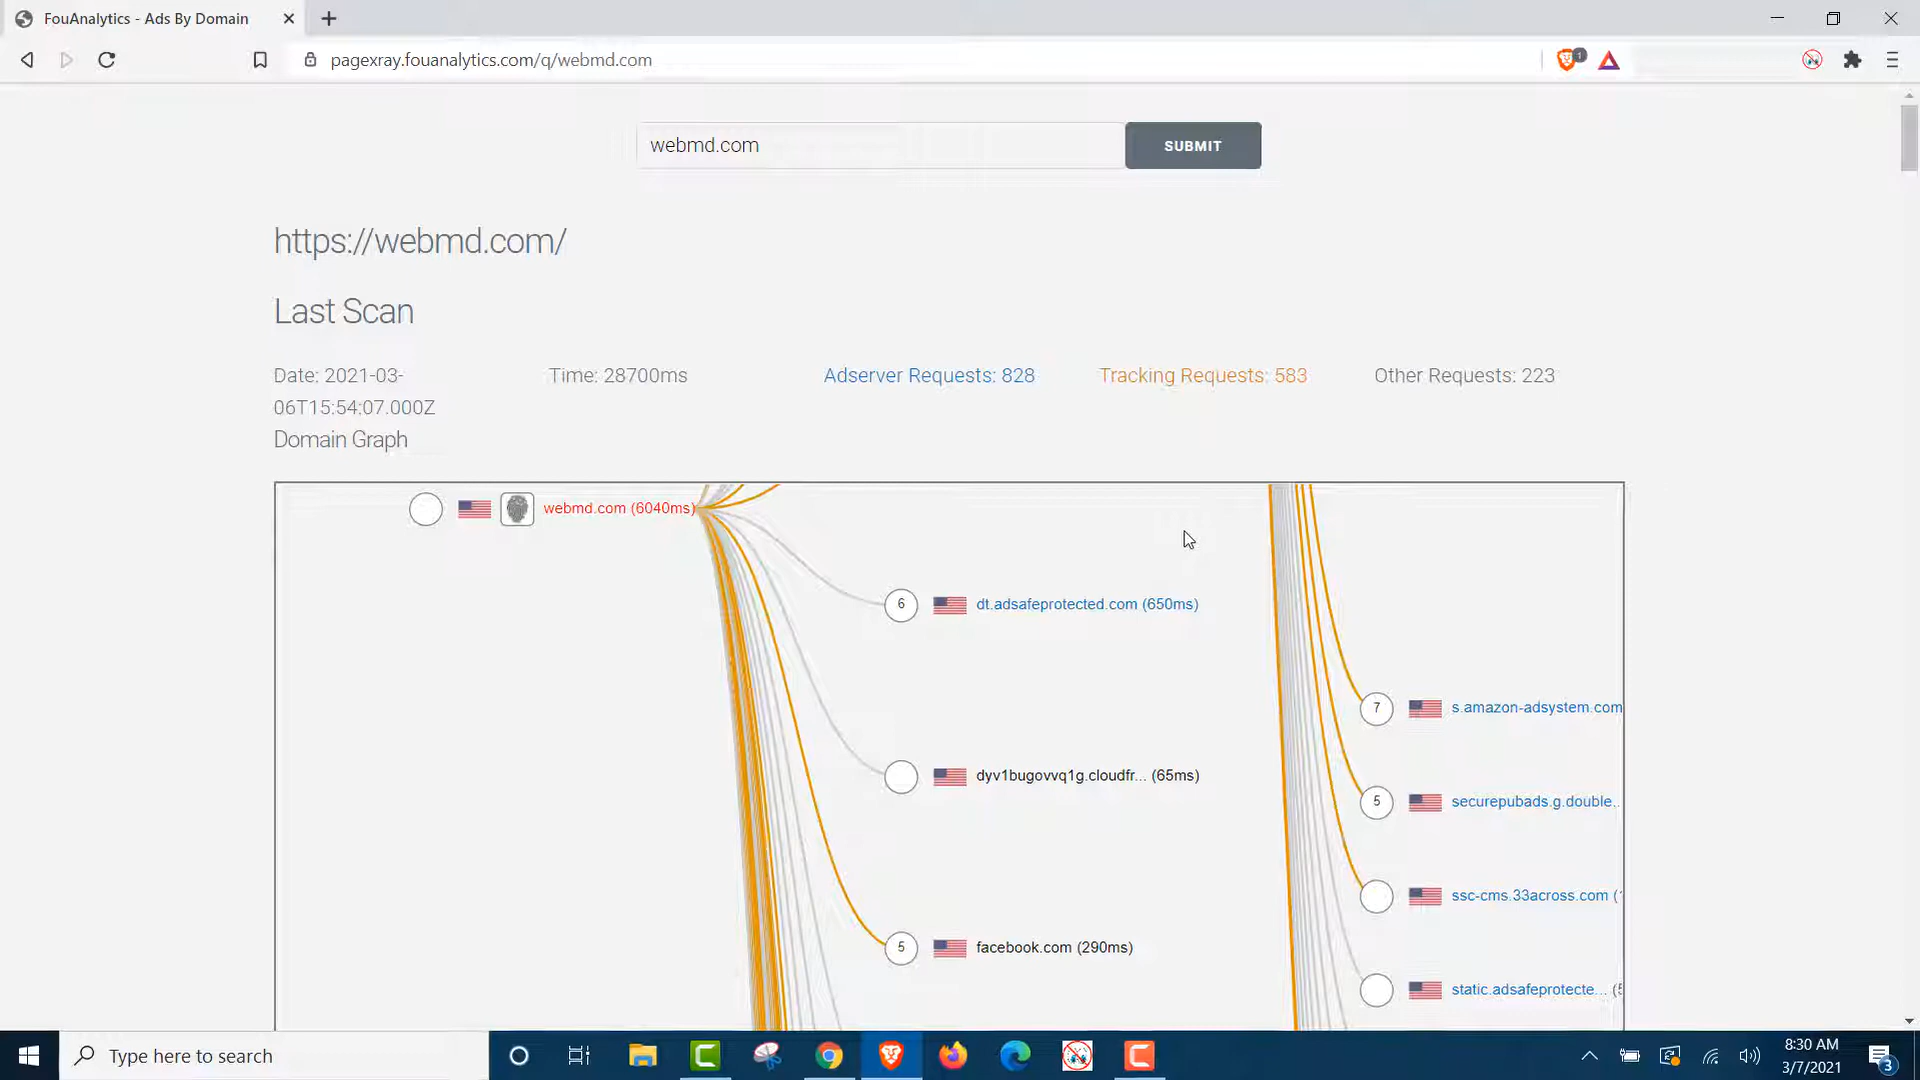 FouAnalytics - Ads By Domain
pagexray.fouanalytics.com/q/webmd.com
1
webmd.com
SUBMIT
https://webmd.com/
Last Scan
Date: 2021-03-
06T15:54:07.000Z
Time: 28700ms
Adserver Requests: 828
Tracking Requests: 583
Other Requests: 223
Domain Graph
webmd.com (6040ms)
6 dt.adsafeprotected.com (650ms)
7 s.amazon-adsystem.com
dyv1bugovvq1g.cloudfr... (65ms)
5 securepubads.g.double...
ssc-cms.33across.com (
5 facebook.com (290ms)
static.adsafeprotecte... (5
Type here to search
8:30 AM
3/7/2021
3